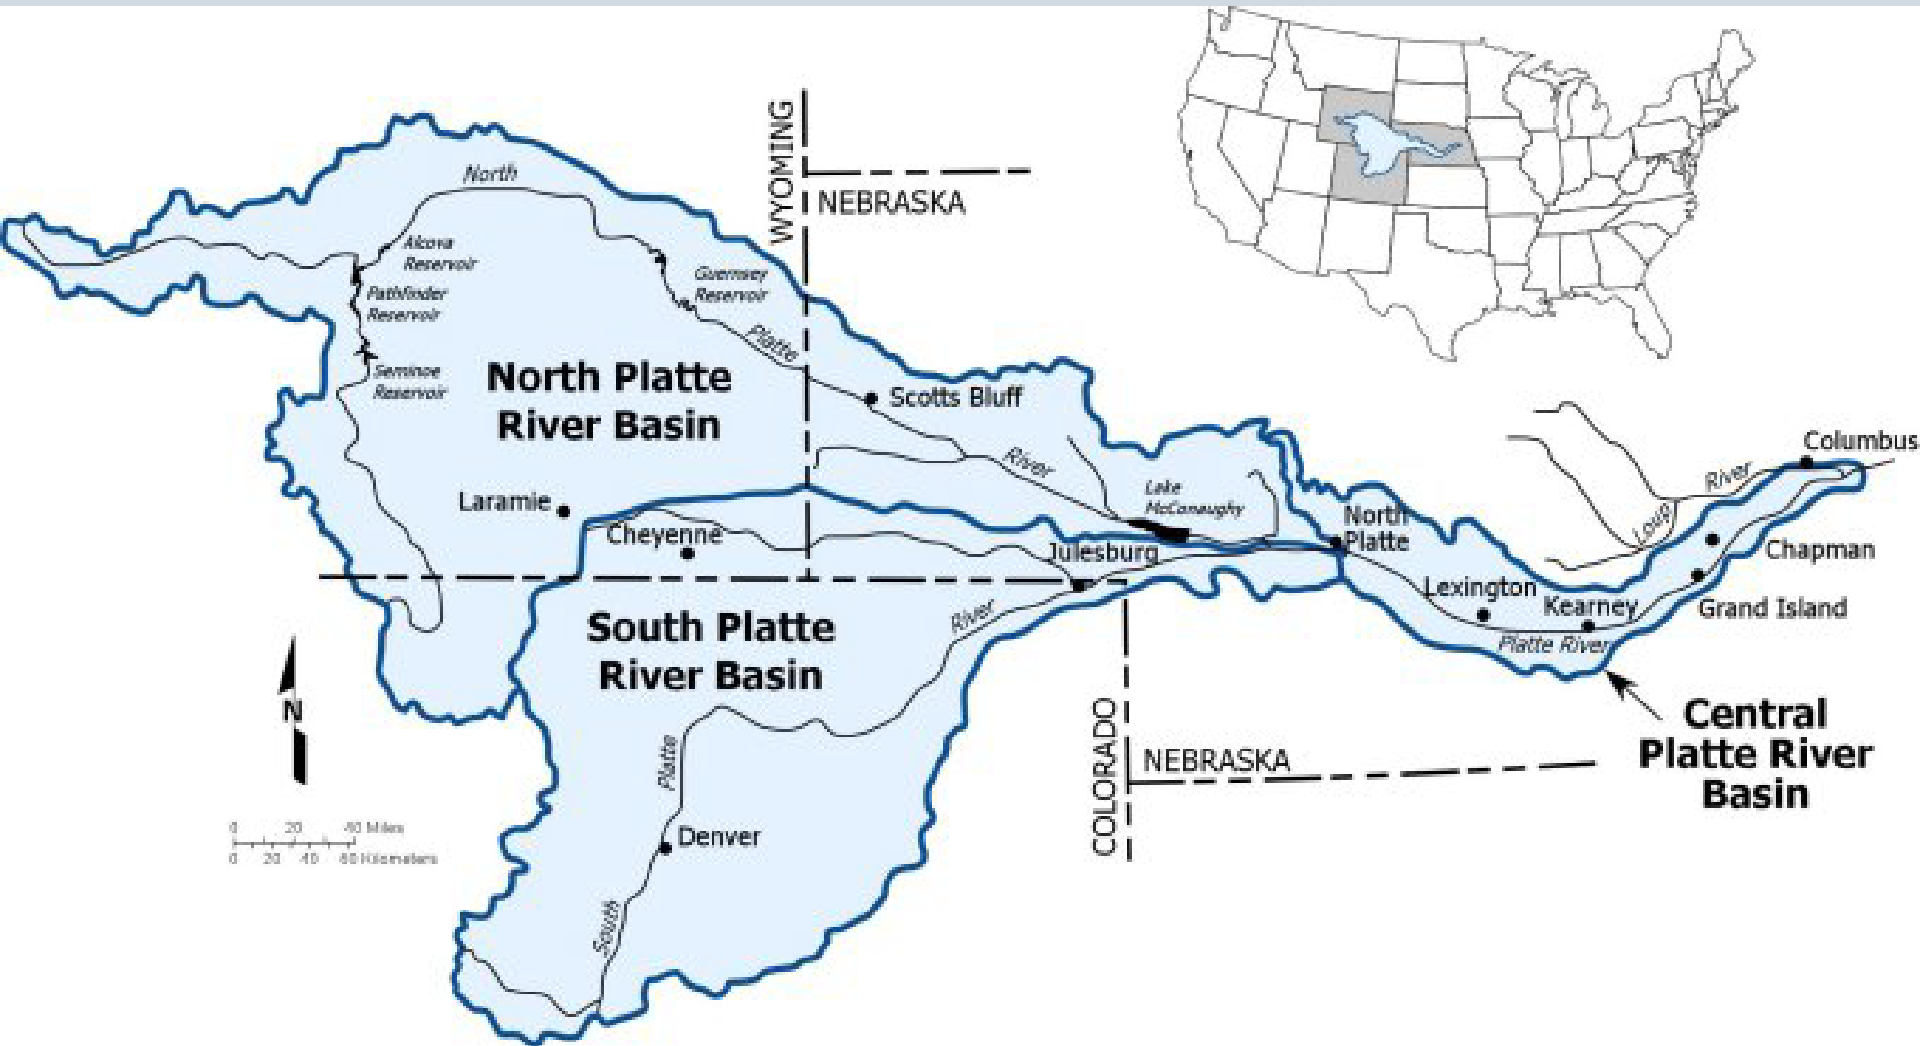 WYOMING
NEBRASKA
North
Alcova
Reservoir
Pathfinder
Reservoir
Seminoe
Reservoir
Guernsey
Reservoir
Platte
North Platte
River Basin
Scotts Bluff
River
Lake
McConaughy
Laramie
Cheyenne
Julesburg
North
Platte
Columbus
River
Loup
Chapman
Lexington
Kearney
Grand Island
Platte River
South Platte
River Basin
River
N
Platte
Denver
South
COLORADO
NEBRASKA
Central
Platte River
Basin
0 20 40 Miles
0 20 40 60 Kilometers